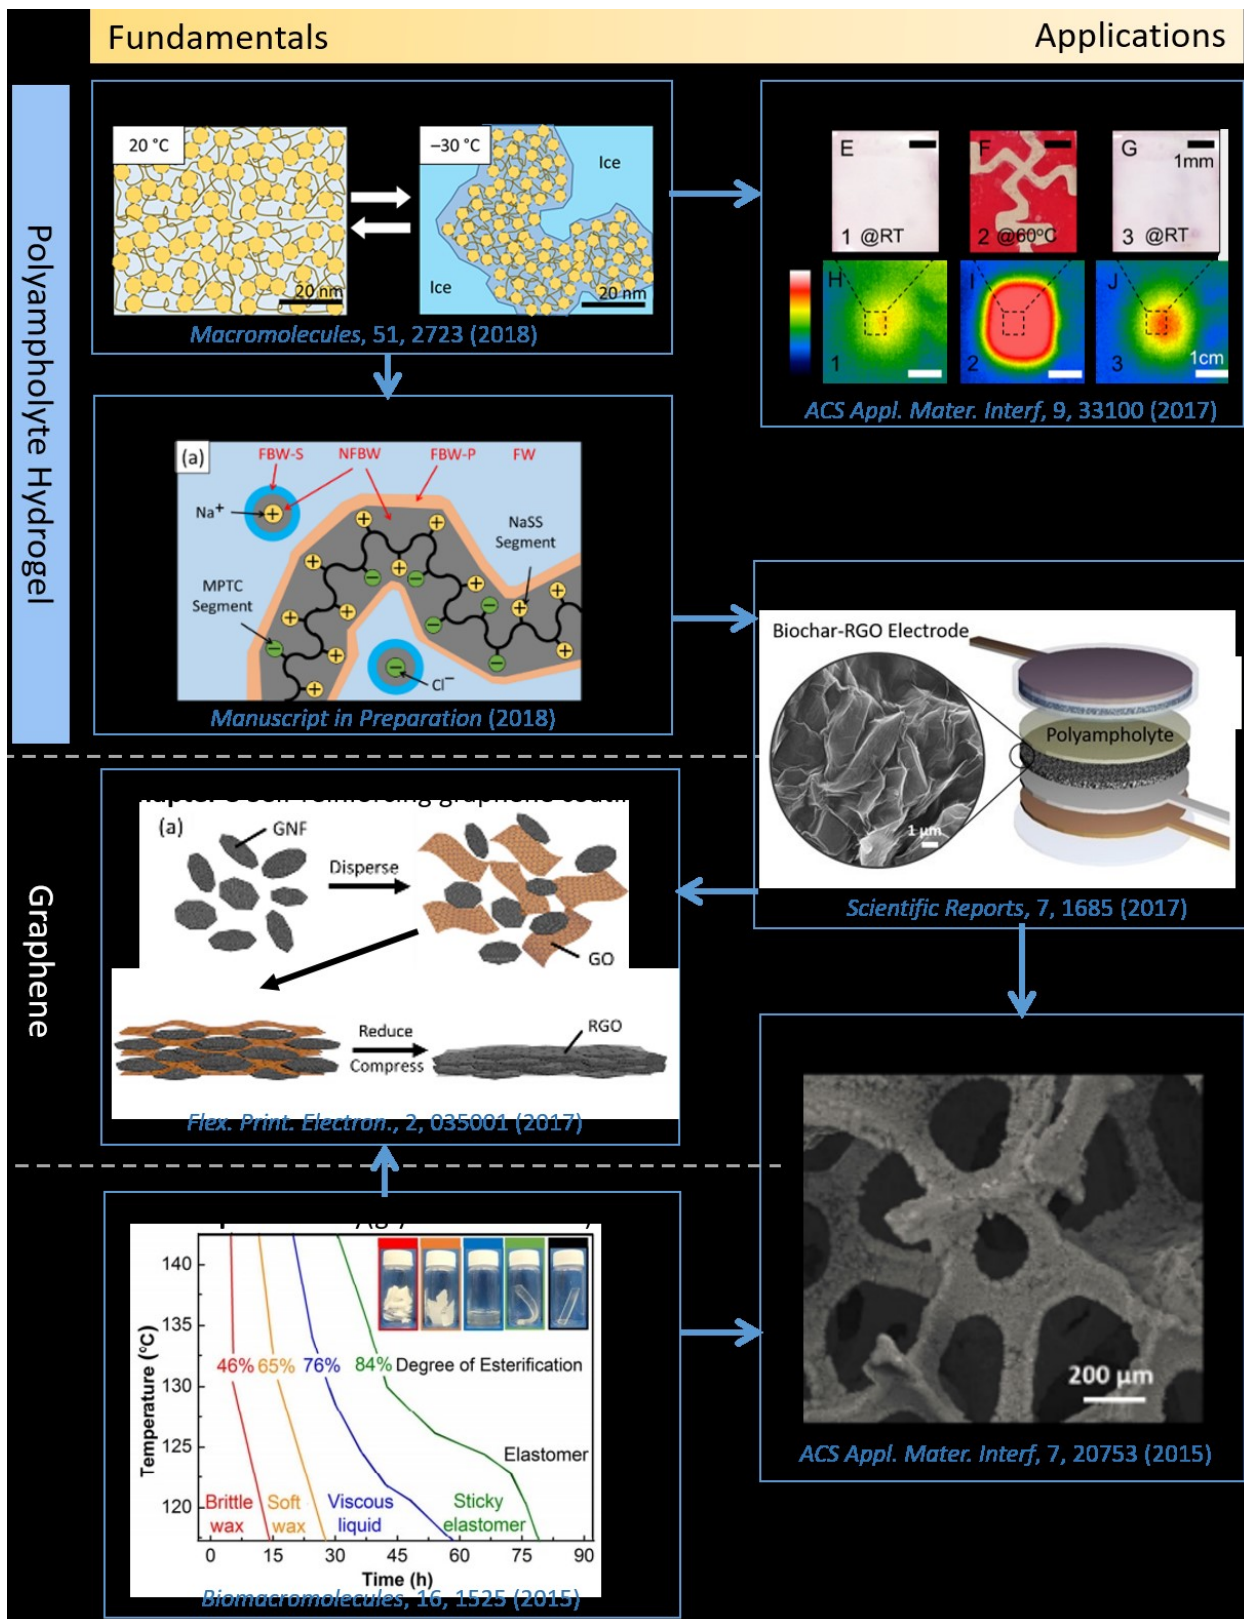 Fundamentals
Applications
Polyampholyte Hydrogel
20 °C
–30 °C
Ice
Ice
20 nm
20 nm
Macromolecules, 51, 2723 (2018)
E
F
G
1mm
1 @RT
2 @60°C
3 @RT
H
I
J
1
2
3
1cm
ACS Appl. Mater. Interf, 9, 33100 (2017)
(a)
FBW-S
NFBW
FBW-P
FW
Na+
NaSS
Segment
MPTC
Segment
Cl–
Manuscript in Preparation (2018)
Biochar-RGO Electrode
Polyampholyte
1 µm
Scientific Reports, 7, 1685 (2017)
Graphene
(a)
GNF
Disperse
GO
Reduce
Compress
RGO
Flex. Print. Electron., 2, 035001 (2017)
140
135
130
125
120
Temperature (°C)
46%
65%
76%
84%
Degree of Esterification
Elastomer
Brittle
wax
Soft
wax
Viscous
liquid
Sticky
elastomer
0
15
30
45
60
75
90
Time (h)
Biomacromolecules, 16, 1525 (2015)
200 µm
ACS Appl. Mater. Interf, 7, 20753 (2015)